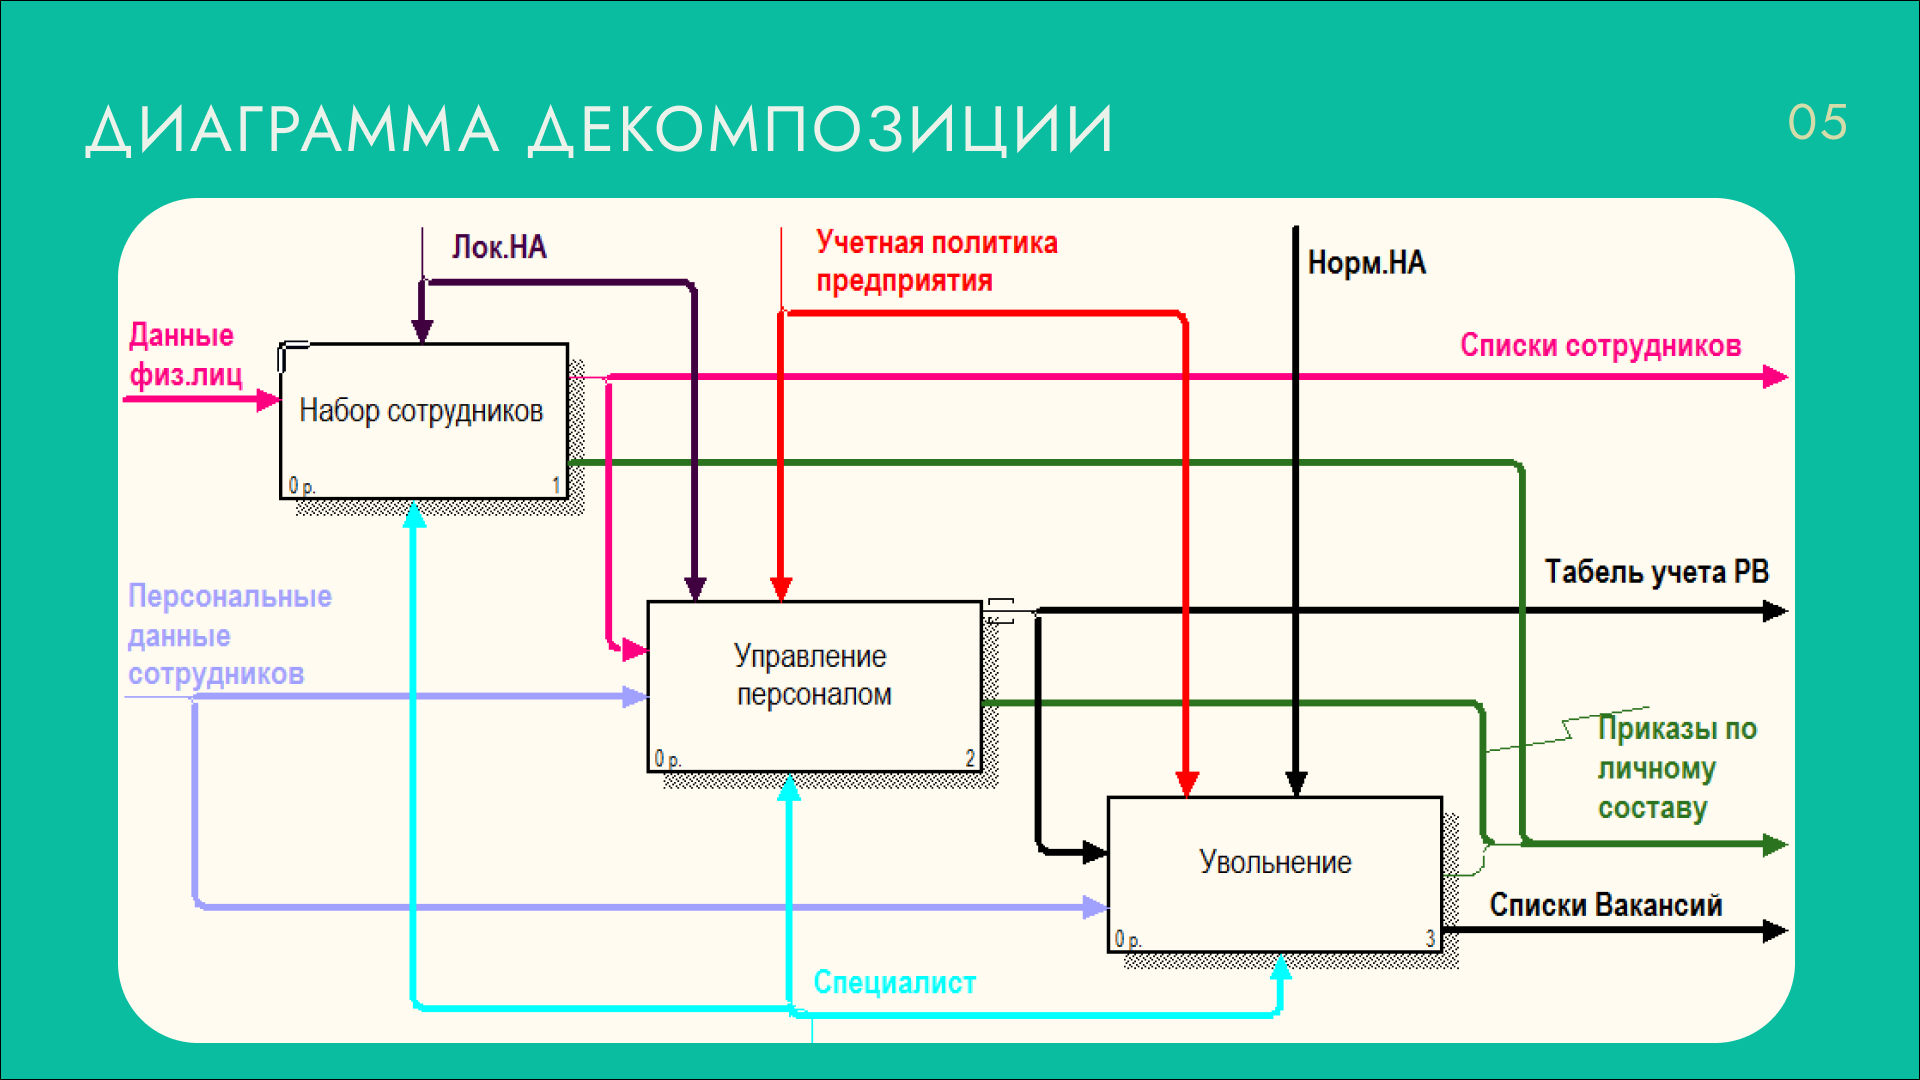 ДИАГРАММА ДЕКОМПОЗИЦИИ
05
Лок.НА
Учетная политика
предприятия
Норм.НА
Данные
физ.лиц
Списки сотрудников
Набор сотрудников
0 р.
1
Табель учета РВ
Персональные
данные
сотрудников
Управление
персоналом
0 р.
2
Приказы по
личному
составу
Увольнение
0 р.
3
Списки Вакансий
Специалист